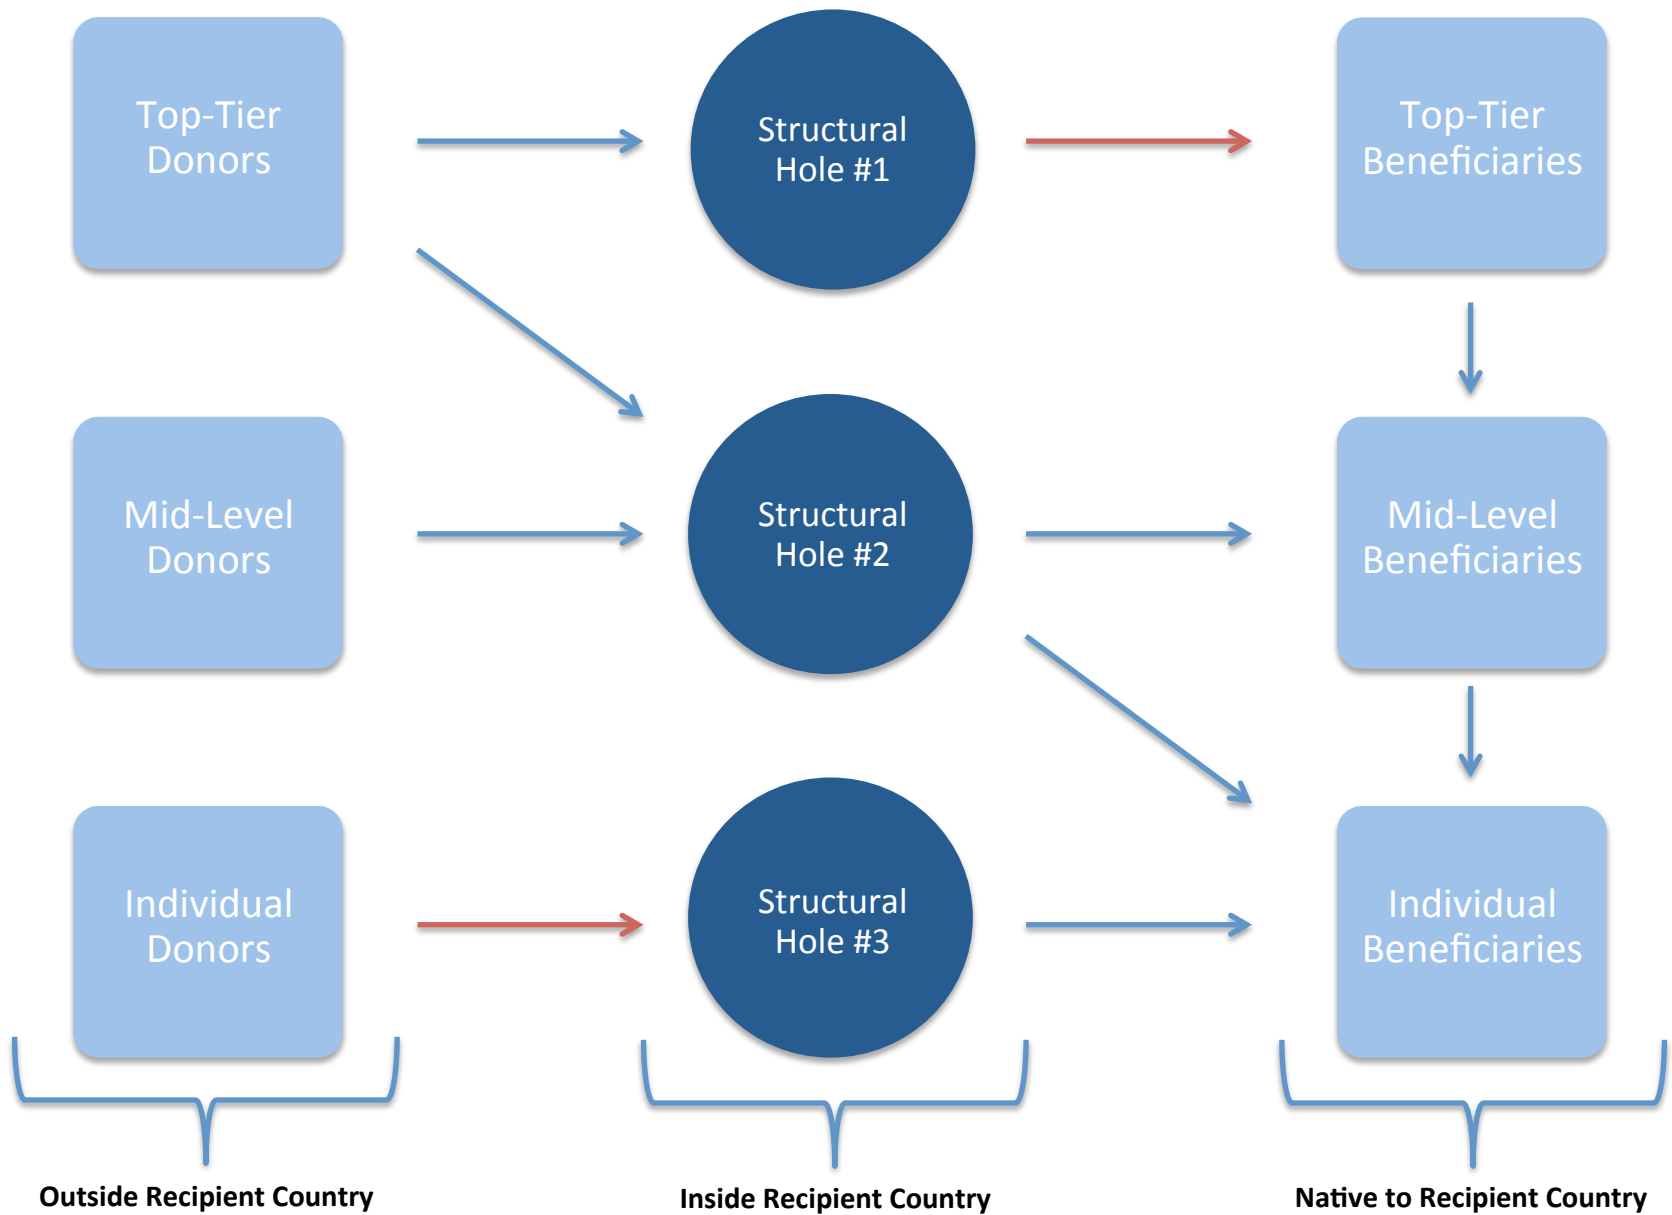 Top-Tier
Donors
Structural
Hole #1
Top-Tier
Beneficiaries
Mid-Level
Donors
Structural
Hole #2
Mid-Level
Beneficiaries
Individual
Donors
Structural
Hole #3
Individual
Beneficiaries
Outside Recipient Country
Inside Recipient Country
Native to Recipient Country